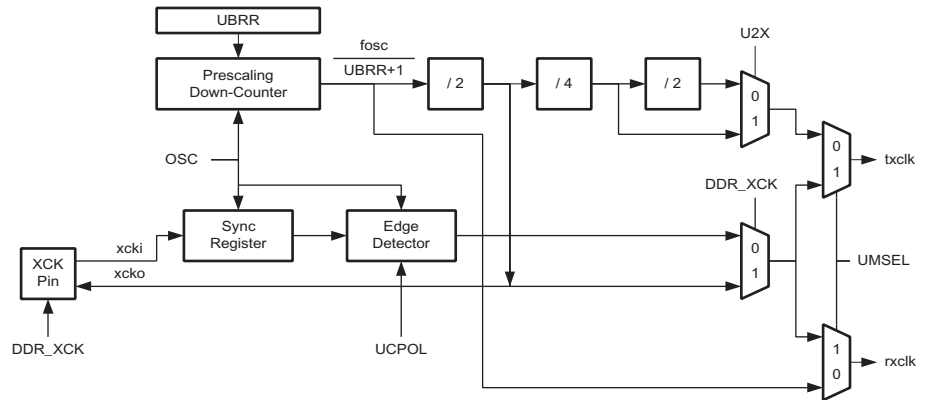 UBRR
U2X
fosc
UBRR+1
Prescaling
Down-Counter
/ 2
/ 4
/ 2
0
1
OSC
0
1
txclk
DDR_XCK
Sync
Register
Edge
Detector
xcki
0
1
UMSEL
XCK
Pin
xcko
DDR_XCK
UCPOL
1
0
rxclk